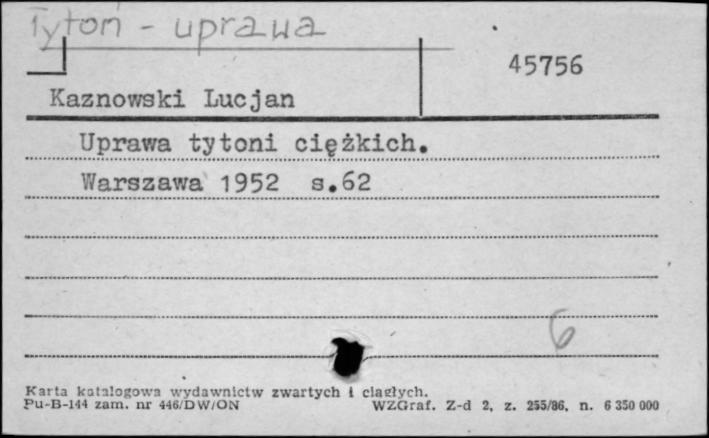 Tytoń - uprawa
45756
Kaznowski Lucjan
Uprawa tytoni ciężkich.
Warszawa 1952 s.62
6
Karta katalogowa wydawnictw zwartych i ciągłych.
Pu-B-144 zam. nr 446/DW/ON WZGraf. Z-d 2, z. 255/86, n. 6 350 000